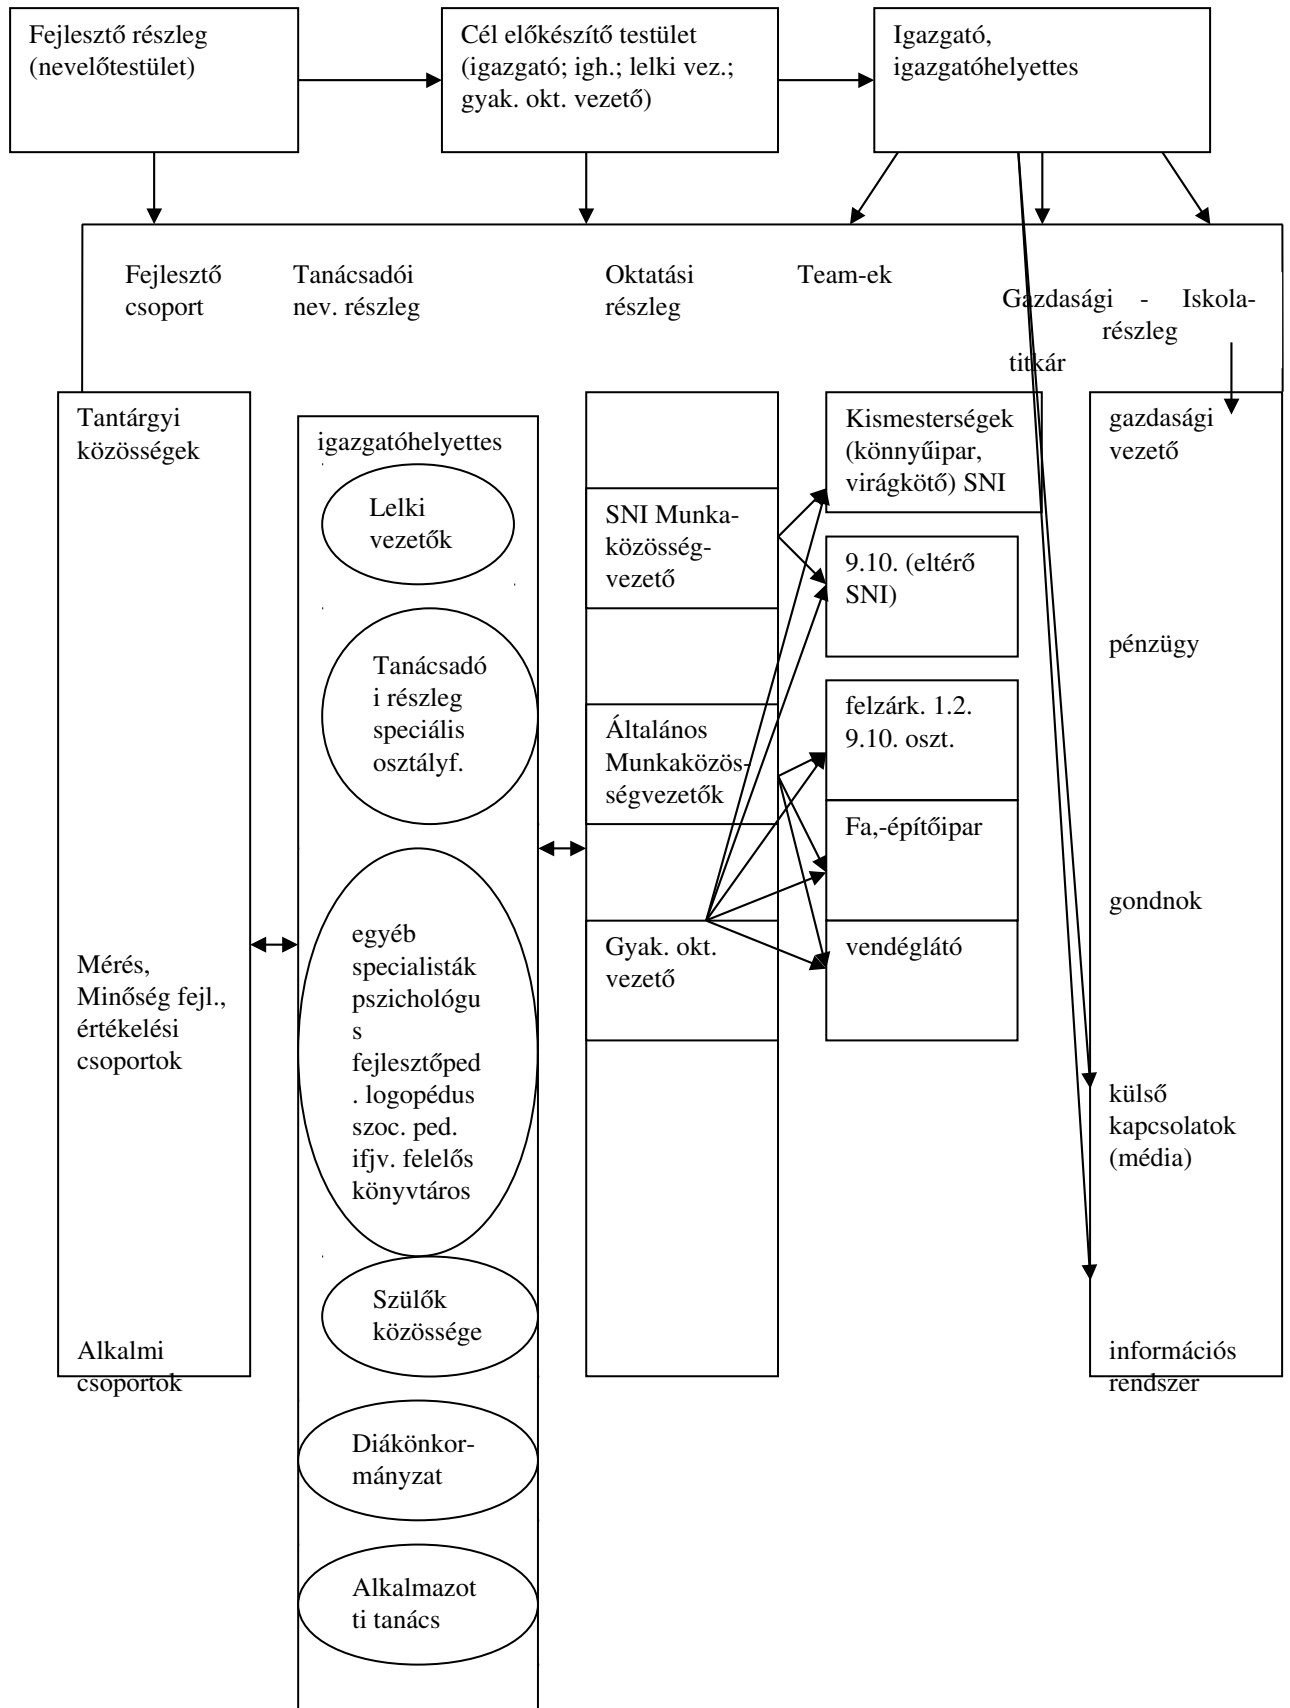 Fejlesztő részleg
(nevelőtestület)
Cél előkészítő testület
(igazgató; igh.; lelki vez.;
gyak. okt. vezető)
Igazgató,
igazgatóhelyettes
Fejlesztő
csoport
Tanácsadói
nev. részleg
Oktatási
részleg
Team-ek
Gazdasági - Iskola-
részleg
titkár
Tantárgyi
közösségek
Mérés,
Minőség fejl.,
értékelési
csoportok
Alkalmi
csoportok
igazgatóhelyettes
Lelki
vezetők
Tanácsadó
i részleg
speciális
osztályf.
egyéb
specialisták
pszichológu
s
fejlesztőped
. logopédus
szoc. ped.
ifjv. felelős
könyvtáros
Szülők
közössége
Diákönkor-
mányzat
Alkalmazot
ti tanács
SNI Munka-
közösség-
vezető
Általános
Munkaközös-
ségvezetők
Gyak. okt.
vezető
Kismesterségek
(könnyűipar,
virágkötő) SNI
9.10. (eltérő
SNI)
felzárk. 1.2.
9.10. oszt.
Fa,-építőipar
vendéglátó
gazdasági
vezető
pénzügy
gondnok
külső
kapcsolatok
(média)
információs
rendszer